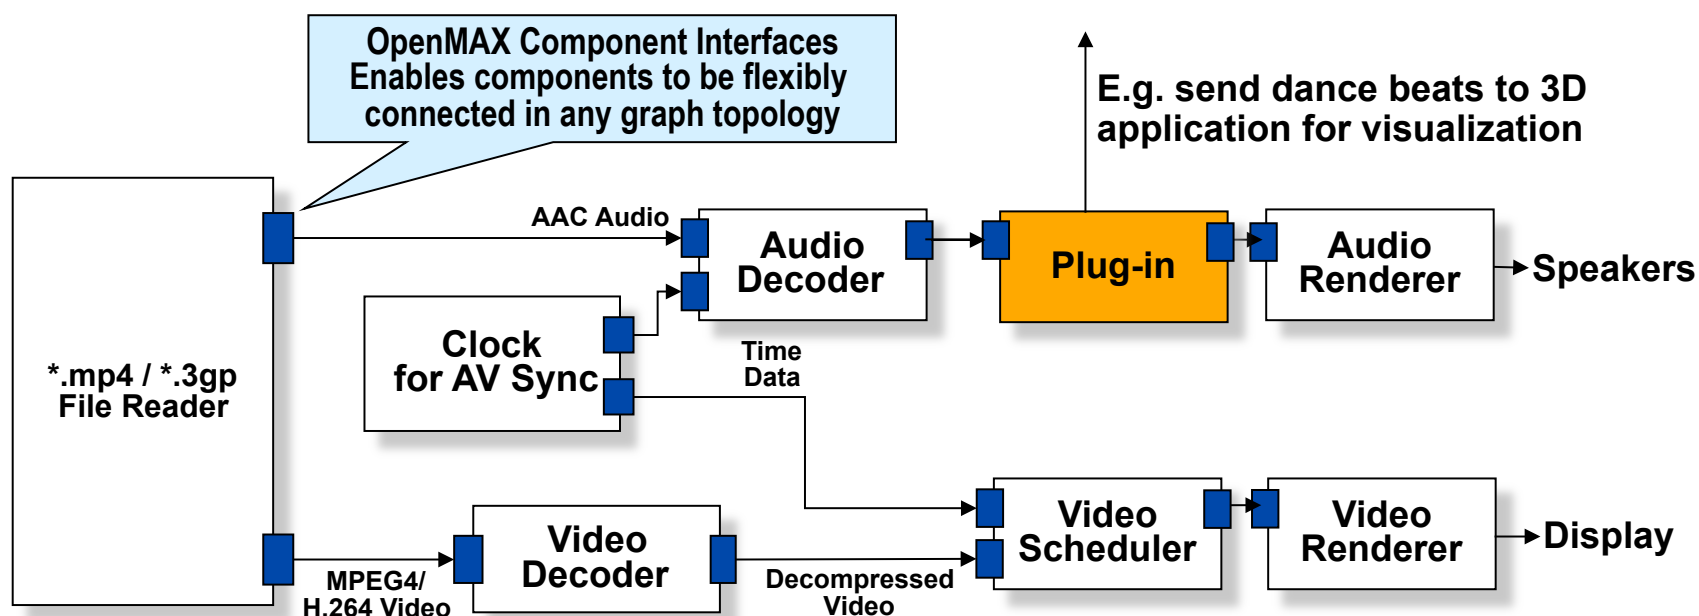 OpenMAX Component Interfaces
Enables components to be flexibly
connected in any graph topology
E.g. send dance beats to 3D
application for visualization
AAC Audio
Audio
Decoder
Plug-in
Audio
Renderer
Speakers
*.mp4 / *.3gp
File Reader
Clock
for AV Sync
Time
Data
Video
Decoder
MPEG4/
H.264 Video
Decompressed
Video
Video
Scheduler
Video
Renderer
Display